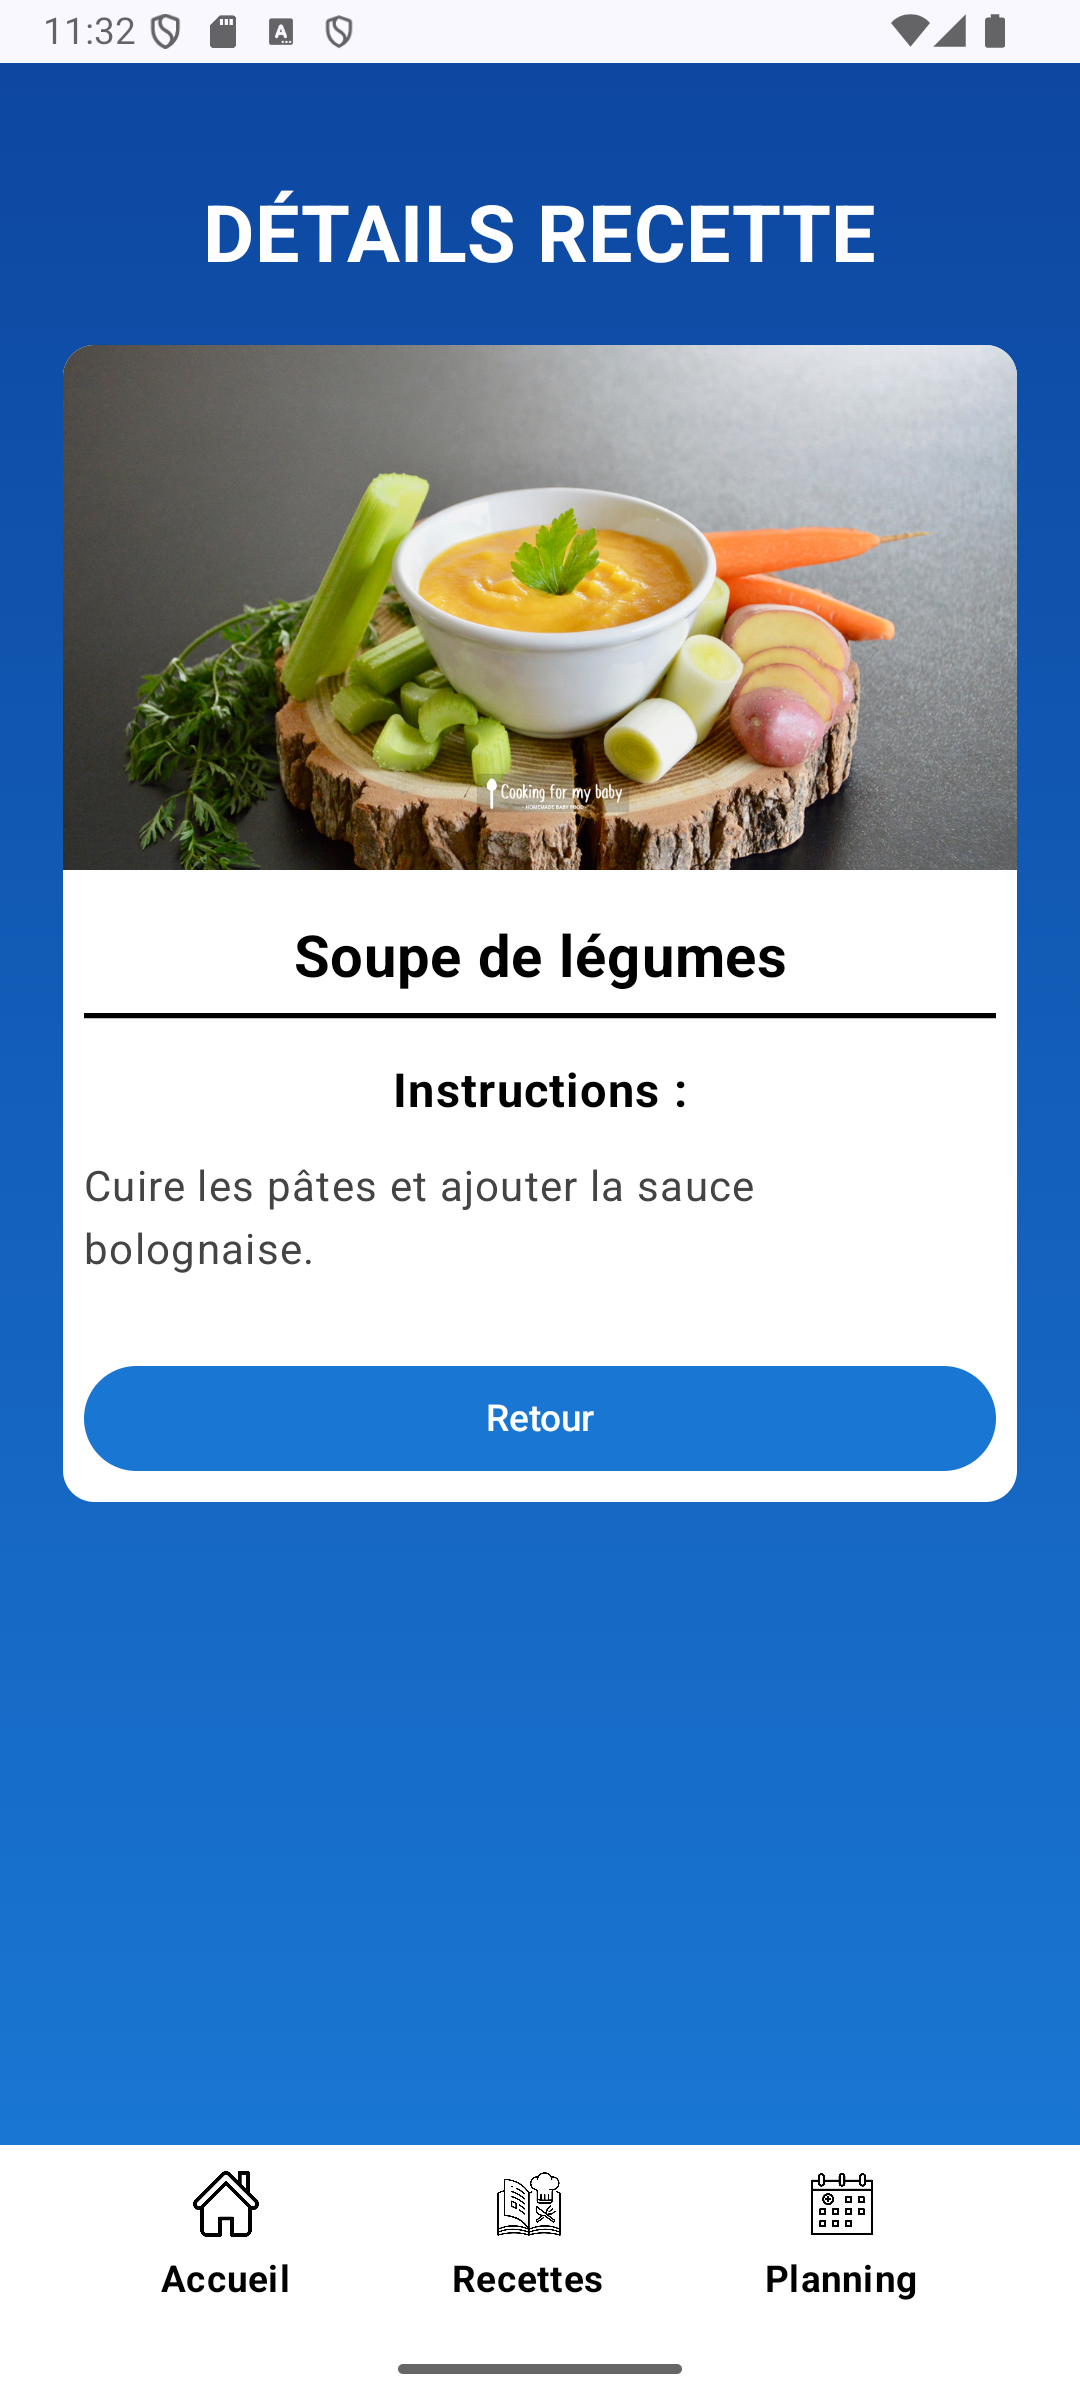 11:32
DÉTAILS RECETTE
Cooking for my baby
HOMEMADE BABY FOOD
Soupe de légumes
Instructions :
Cuire les pâtes et ajouter la sauce
bolognaise.
Retour
Accueil
Recettes
Planning